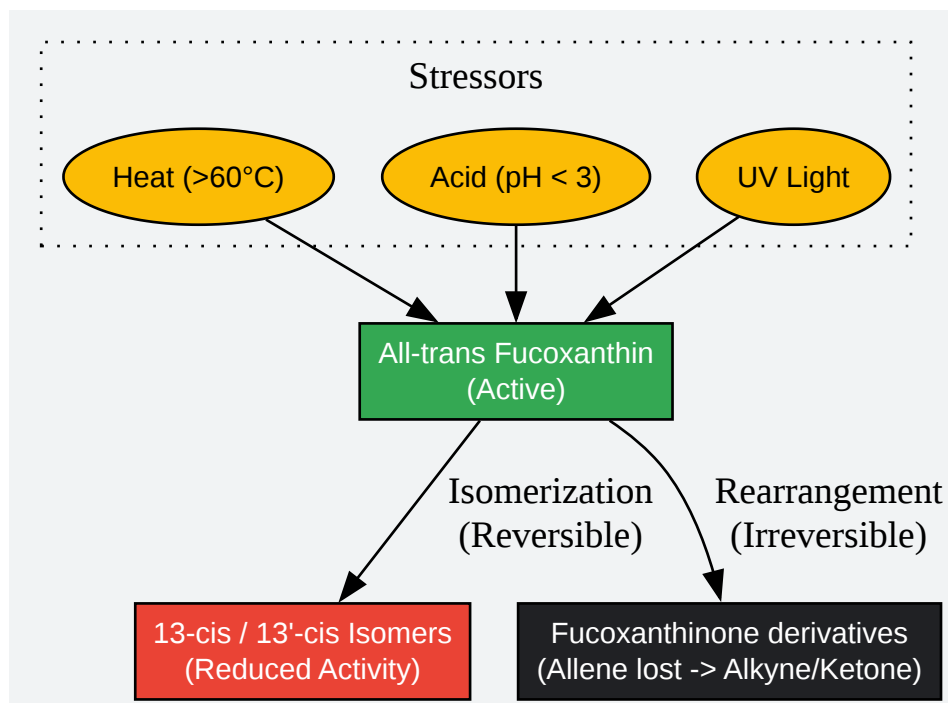 Stressors
Heat (>60°C)
Acid (pH < 3)
UV Light
All-trans Fucoxanthin
(Active)
Isomerization
(Reversible)
Rearrangement
(Irreversible)
13-cis / 13'-cis Isomers
(Reduced Activity)
Fucoxanthinone derivatives
(Allene lost -> Alkyne/Ketone)